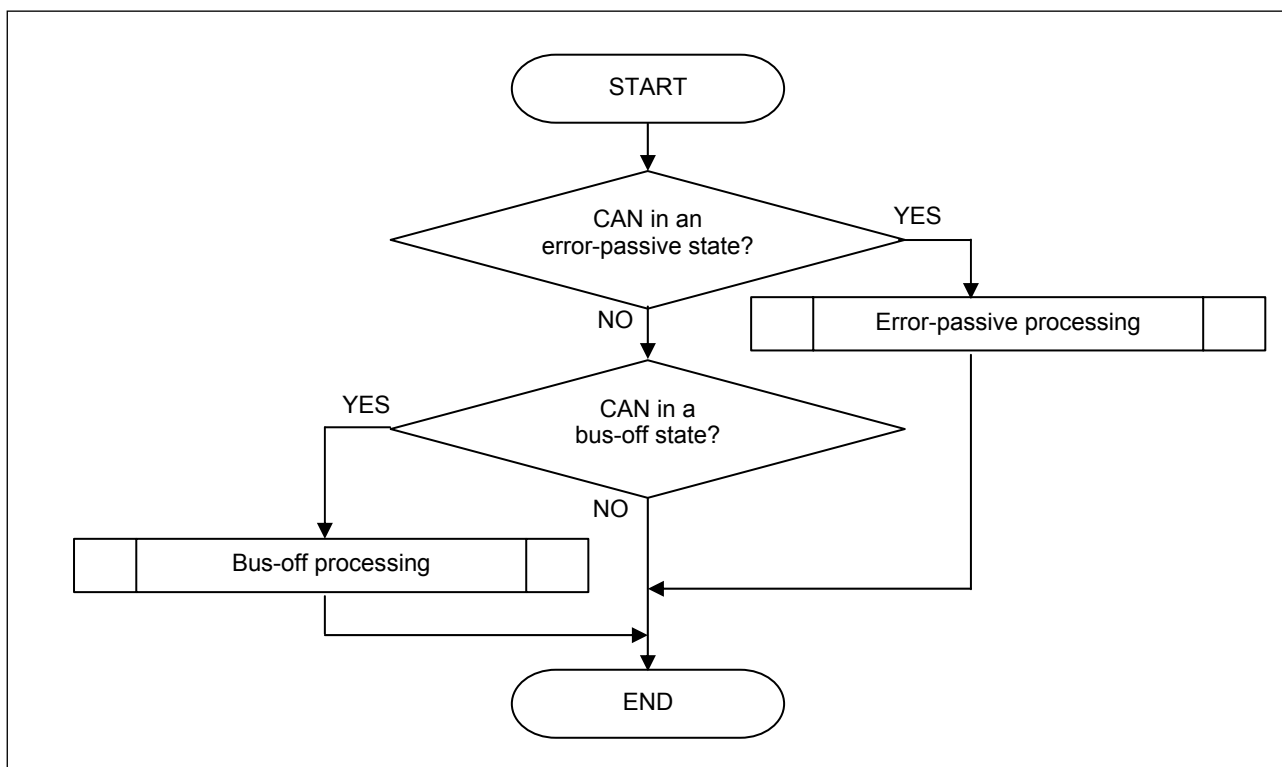 START
CAN in an
error-passive state?
YES
NO
Error-passive processing
YES
CAN in a
bus-off state?
NO
Bus-off processing
END